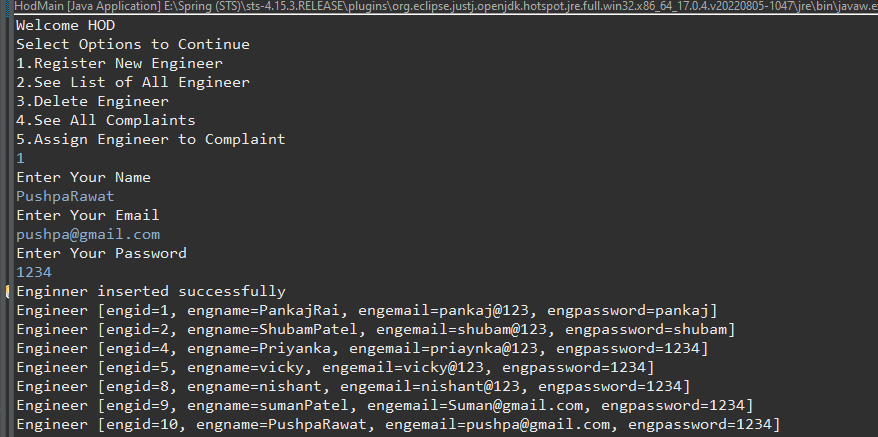 HodMain [Java Application] E:\Spring (STS)\sts-4.15.3.RELEASE\plugins\org.eclipse.justj.openjdk.hotspot.jre.full.win32.x86_64_17.0.4.v20220805-1047\jre\bin\javaw.e
Welcome HOD
Select Options to Continue
1.Register New Engineer
2.See List of All Engineer
3.Delete Engineer
4.See All Complaints
5.Assign Engineer to Complaint
1
Enter Your Name
PushpaRawat
Enter Your Email
pushpa@gmail.com
Enter Your Password
1234
Enginner inserted successfully
Engineer [engid=1, engname=PankajRai, engemail=pankaj@123, engpassword=pankaj]
Engineer [engid=2, engname=ShubamPatel, engemail=shubam@123, engpassword=shubam]
Engineer [engid=4, engname=Priyanka, engemail=priaynka@123, engpassword=1234]
Engineer [engid=5, engname=vicky, engemail=vicky@123, engpassword=1234]
Engineer [engid=8, engname=nishant, engemail=nishant@123, engpassword=1234]
Engineer [engid=9, engname=sumanPatel, engemail=Suman@gmail.com, engpassword=1234]
Engineer [engid=10, engname=PushpaRawat, engemail=pushpa@gmail.com, engpassword=1234]